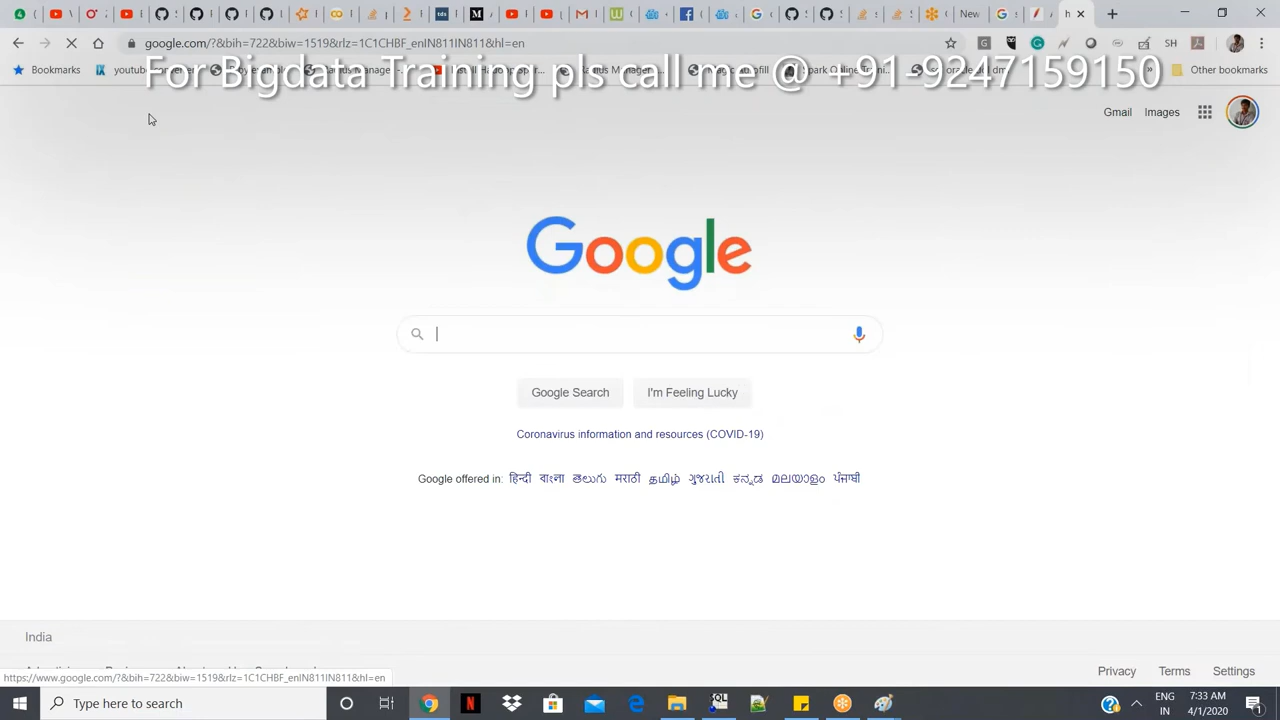 tds
M
New
h
google.com/?&bih=722&biw=1519&rlz=1C1CHBF_enIN811IN811&hl=en
For Bigdata Training pls call me @ +91-9247159150
Bookmarks
Other bookmarks
Gmail
Images
Google
Google Search
I'm Feeling Lucky
Coronavirus information and resources (COVID-19)
Google offered in: हिन्दी বাংলা తెలుగు मराठी தமிழ் ગુજરાતી ಕನ್ನಡ മലയാളം ਪੰਜਾਬੀ
India
Privacy
Terms
Settings
https://www.google.com/?&bih=722&biw=1519&rlz=1C1CHBF_enIN811IN811&hl=en
Type here to search
ENG
IN
7:33 AM
4/1/2020